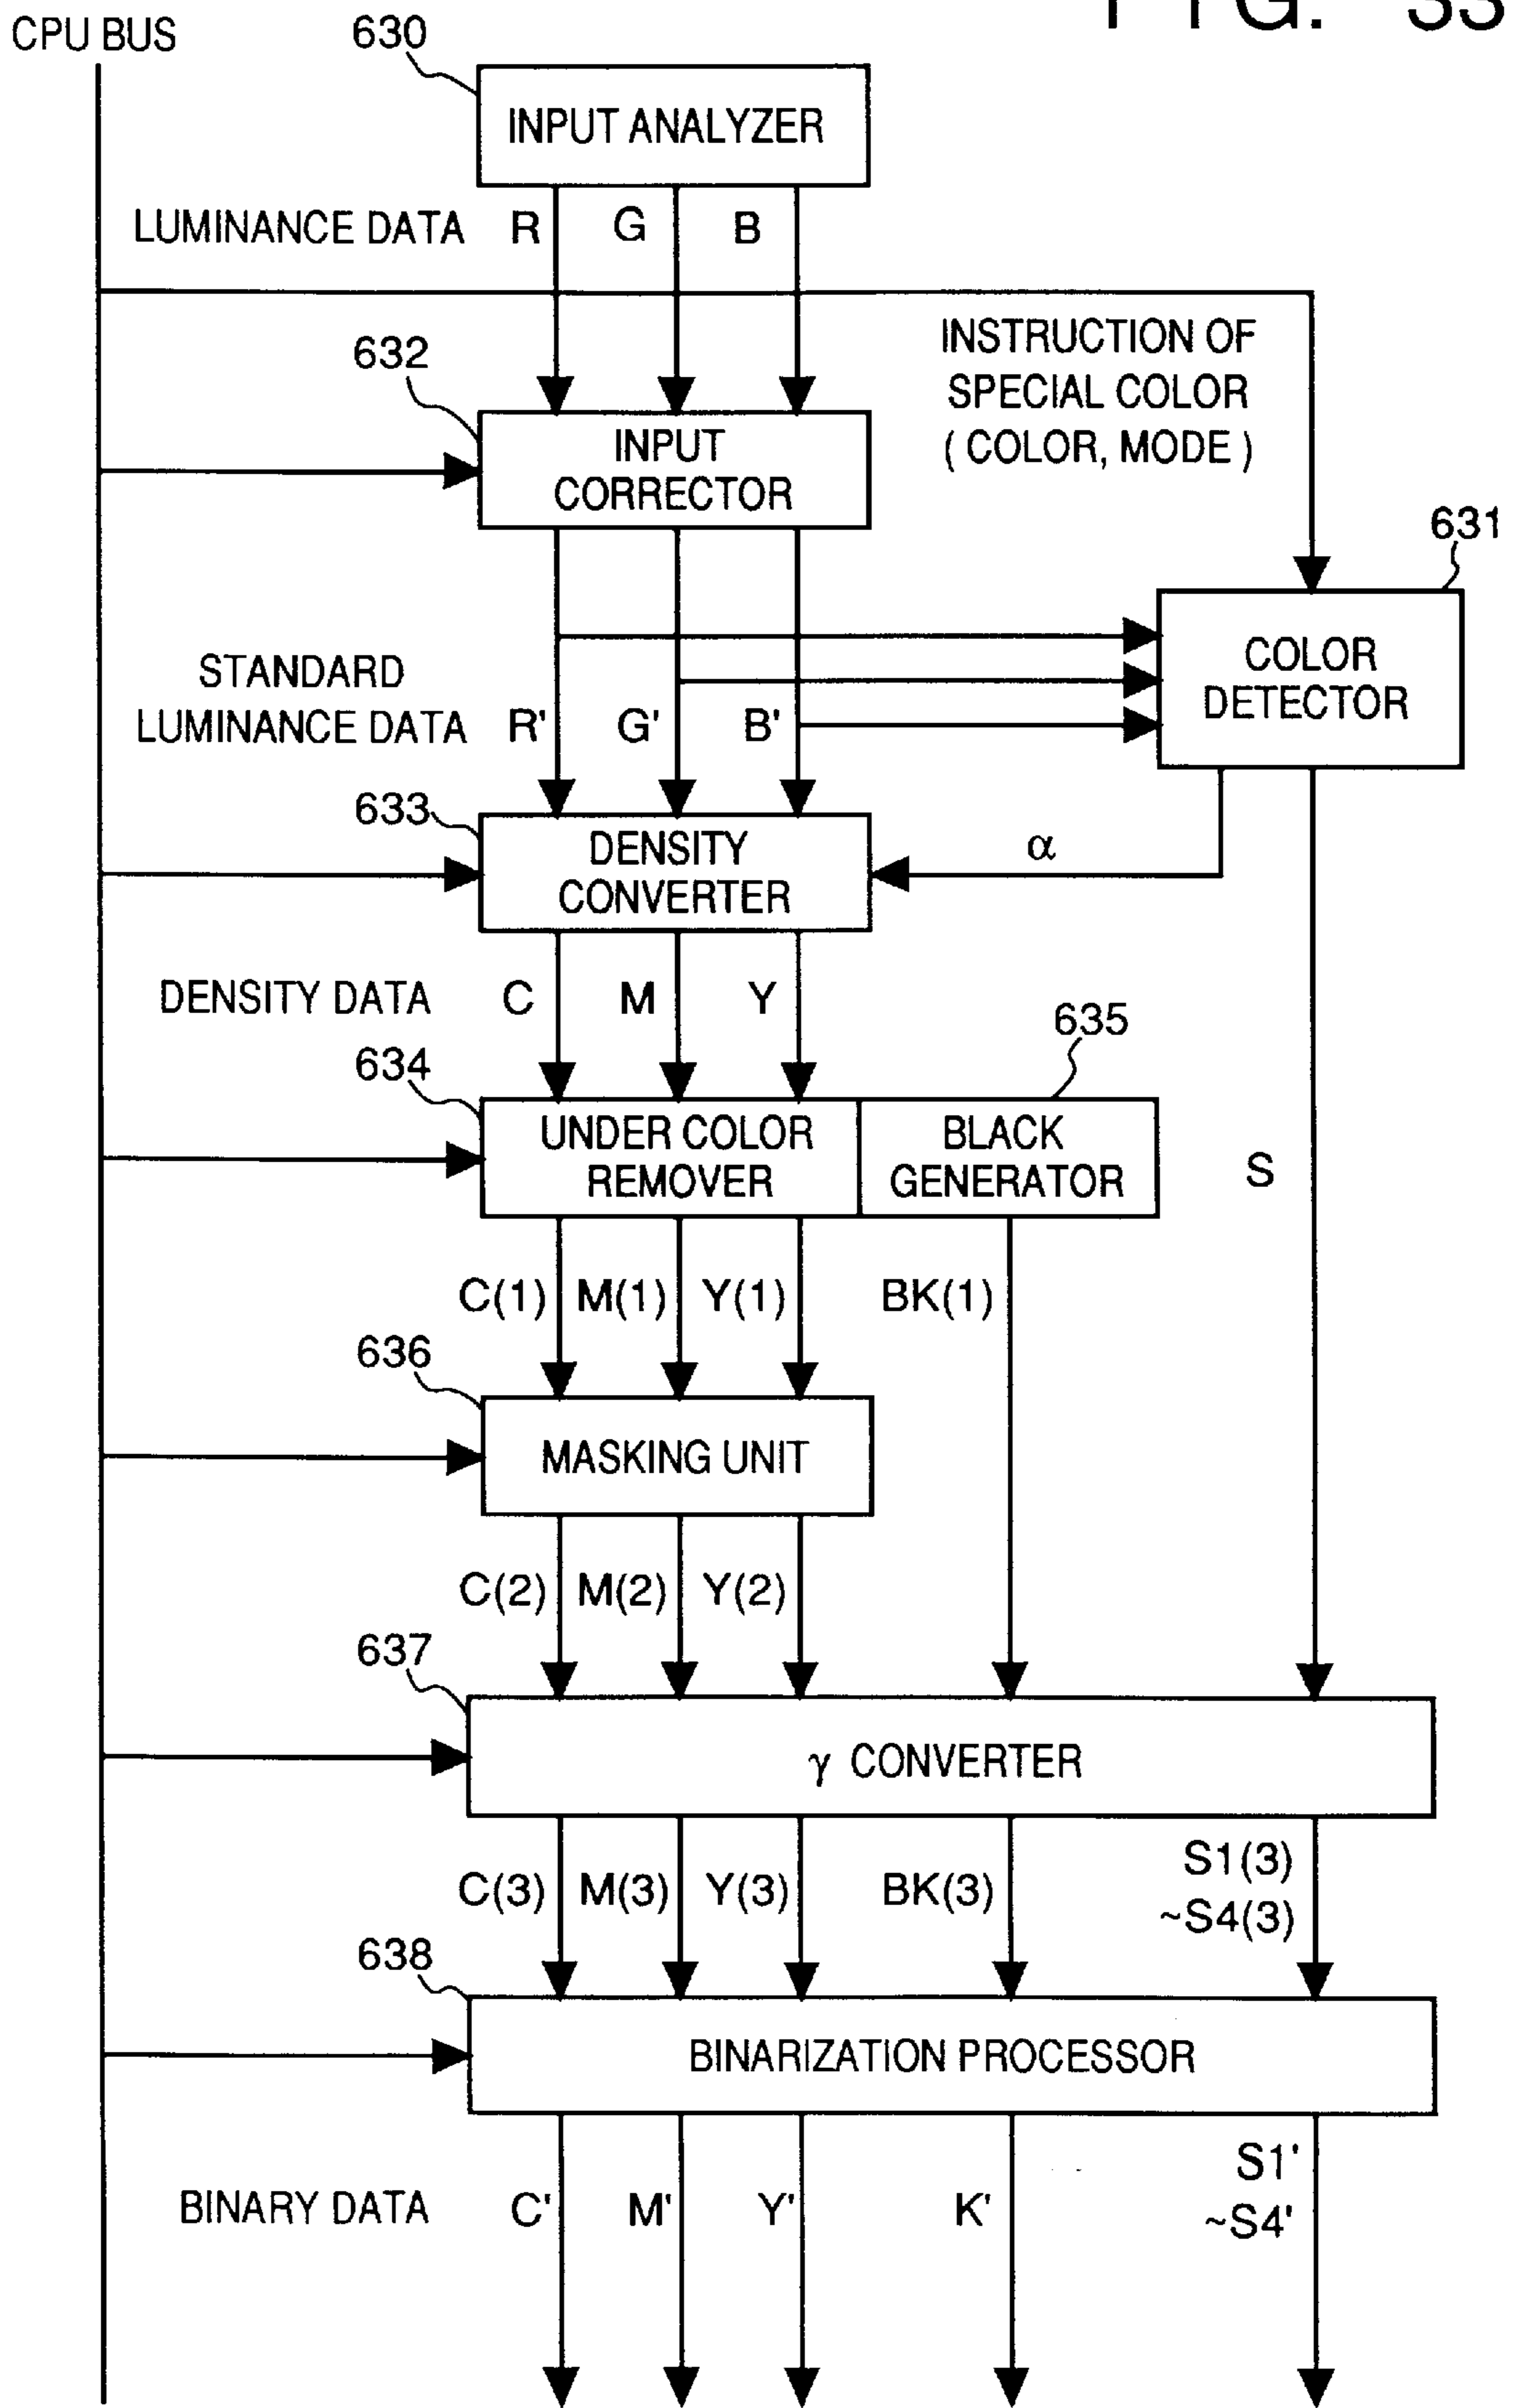 FIG. 33
CPU BUS
630
INPUT ANALYZER
LUMINANCE DATA R G B
INSTRUCTION OF
SPECIAL COLOR
( COLOR, MODE )
632
INPUT
CORRECTOR
631
COLOR
DETECTOR
STANDARD
LUMINANCE DATA R' G' B'
633
DENSITY
CONVERTER
α
DENSITY DATA C M Y
634
UNDER COLOR
REMOVER
635
BLACK
GENERATOR
S
C(1) M(1) Y(1) BK(1)
636
MASKING UNIT
C(2) M(2) Y(2)
637
γ CONVERTER
C(3) M(3) Y(3) BK(3)
S1(3)
~S4(3)
638
BINARIZATION PROCESSOR
BINARY DATA C' M' Y' K'
S1'
~S4'